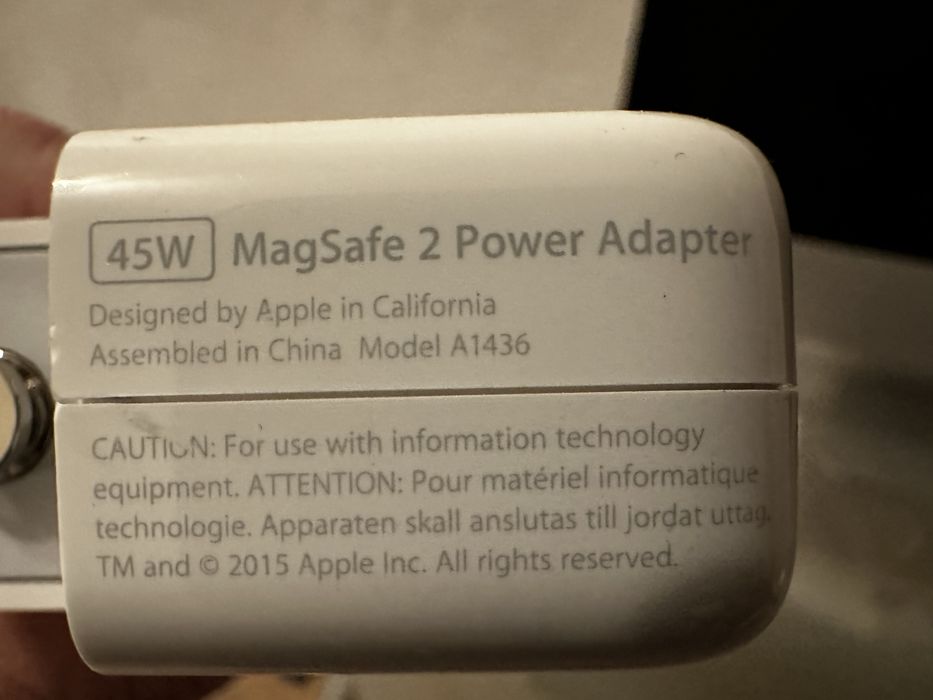 45W MagSafe 2 Power Adapter
Designed by Apple in California
Assembled in China Model A1436
CAUTION: For use with information technology
equipment. ATTENTION: Pour matériel informatique
technologie. Apparaten skall anslutas till jordat uttag.
TM and © 2015 Apple Inc. All rights reserved.